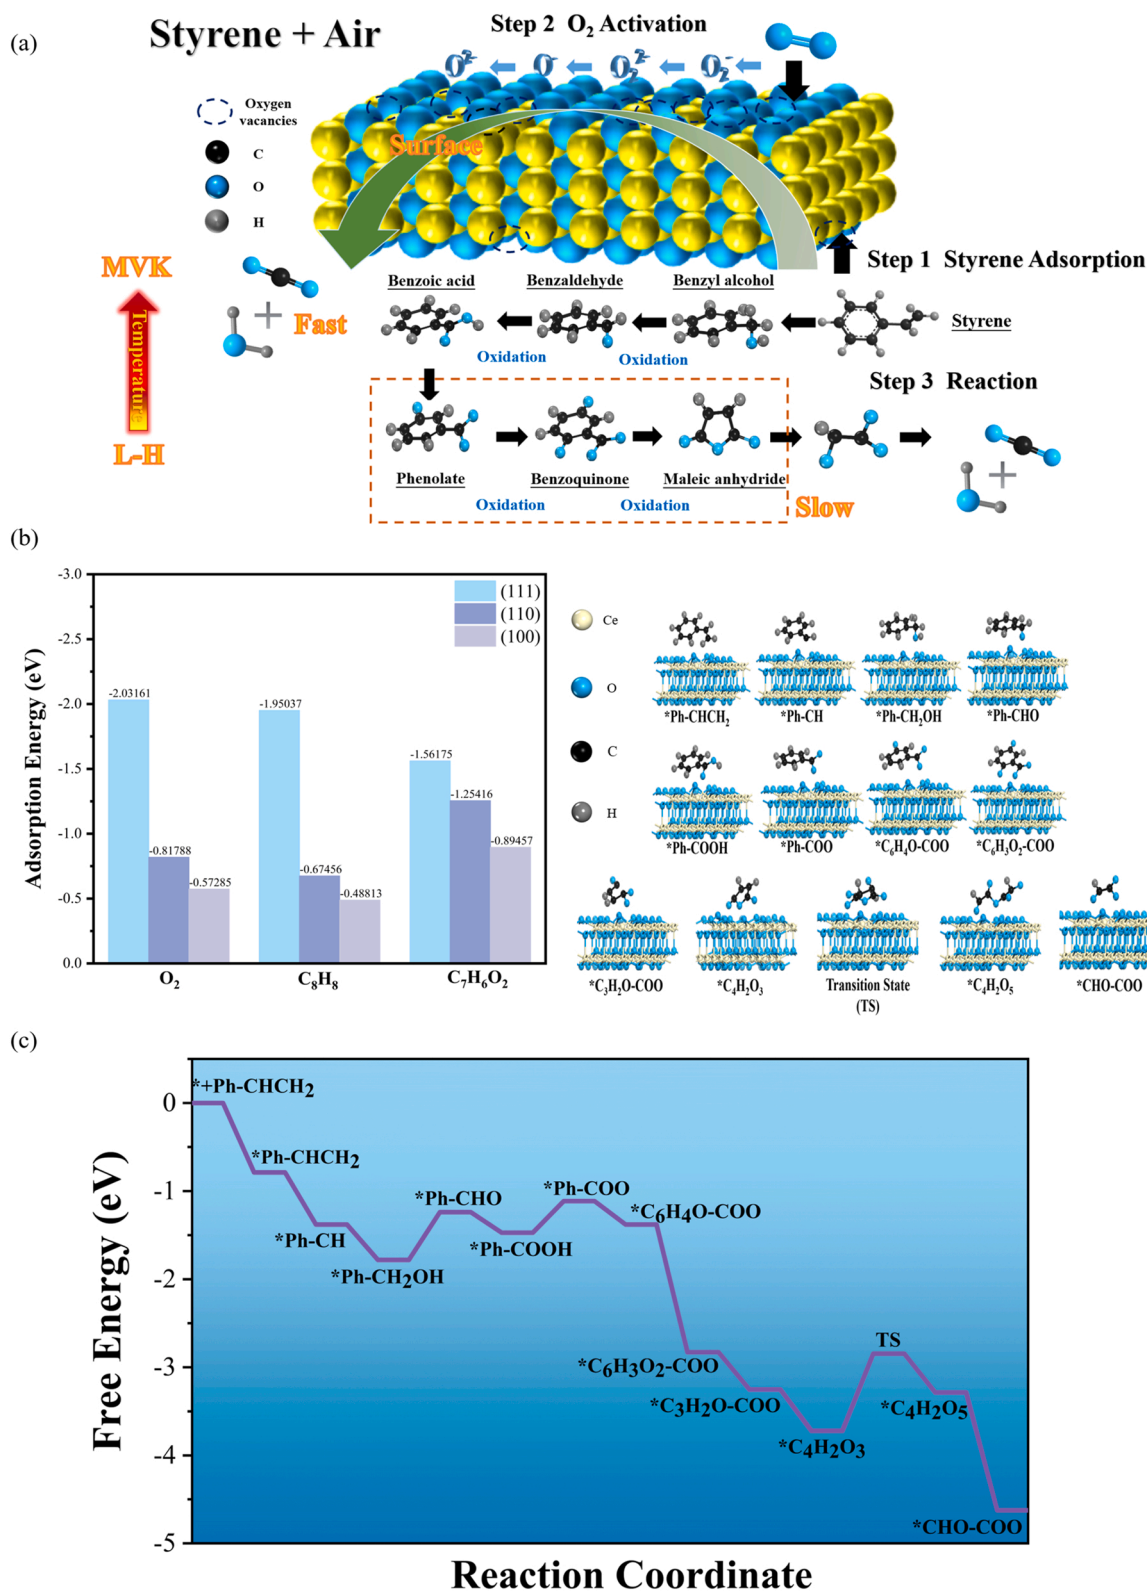 (a)
Styrene + Air
Step 2 O₂ Activation
O²⁻ O⁻ O₂²⁻ O₂⁻
Oxygen
vacancies
C
O
H
Surface
MVK
Temperature
L-H
Fast
Step 1 Styrene Adsorption
Benzoic acid
Benzaldehyde
Benzyl alcohol
Styrene
Oxidation
Oxidation
Step 3 Reaction
Phenolate
Benzoquinone
Maleic anhydride
Oxidation
Oxidation
Slow
(b)
Adsorption Energy (eV)
-3.0
-2.5
-2.0
-1.5
-1.0
-0.5
0.0
(111)
(110)
(100)
-2.03161
-0.81788
-0.57285
-1.95037
-0.67456
-0.48813
-1.56175
-1.25416
-0.89457
O₂
C₈H₈
C₇H₆O₂
Ce
O
C
H
*Ph-CHCH₂
*Ph-CH
*Ph-CH₂OH
*Ph-CHO
*Ph-COOH
*Ph-COO
*C₆H₄O-COO
*C₆H₃O₂-COO
*C₃H₂O-COO
*C₄H₂O₃
Transition State
(TS)
*C₄H₂O₅
*CHO-COO
(c)
Free Energy (eV)
0
-1
-2
-3
-4
-5
*+Ph-CHCH₂
*Ph-CHCH₂
*Ph-CH
*Ph-CH₂OH
*Ph-CHO
*Ph-COOH
*Ph-COO
*C₆H₄O-COO
*C₆H₃O₂-COO
*C₃H₂O-COO
*C₄H₂O₃
TS
*C₄H₂O₅
*CHO-COO
Reaction Coordinate